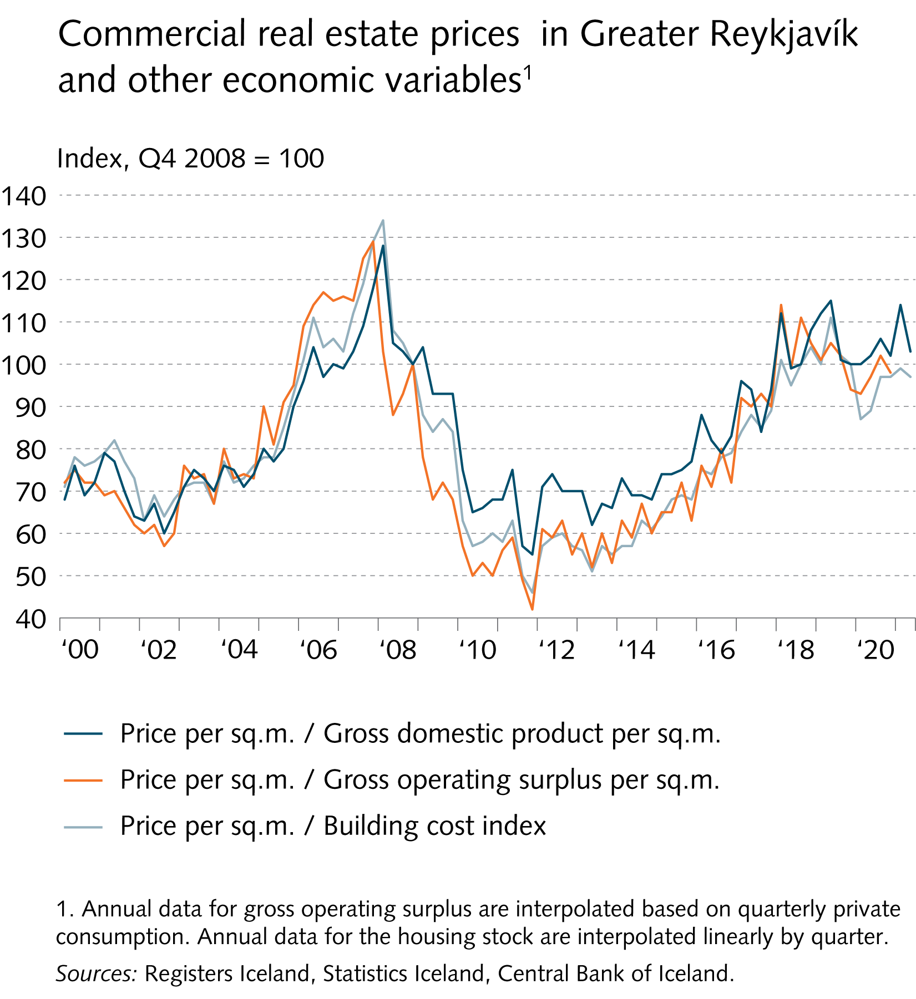 Commercial real estate prices  in Greater Reykjavík
and other economic variables¹
Index, Q4 2008 = 100
140
130
120
110
100
90
80
70
60
50
40
‘00 ‘02 ‘04 ‘06 ‘08 ‘10 ‘12 ‘14 ‘16 ‘18 ‘20
Price per sq.m. / Gross domestic product per sq.m.
Price per sq.m. / Gross operating surplus per sq.m.
Price per sq.m. / Building cost index
1. Annual data for gross operating surplus are interpolated based on quarterly private
consumption. Annual data for the housing stock are interpolated linearly by quarter.
Sources: Registers Iceland, Statistics Iceland, Central Bank of Iceland.